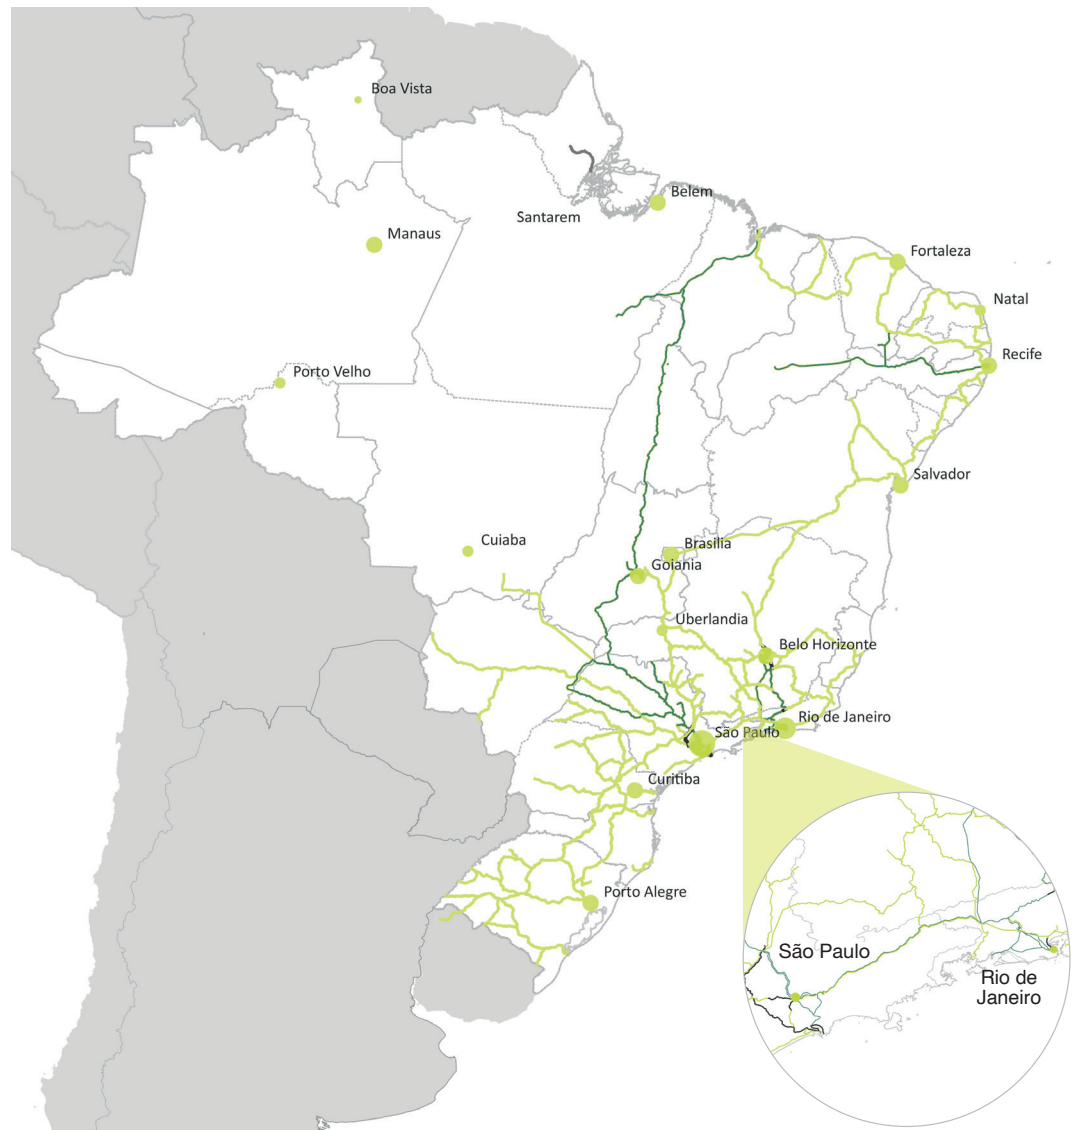 Boa Vista
Belem
Santarem
Manaus
Fortaleza
Natal
Recife
Porto Velho
Salvador
Cuiaba
Brasilia
Goiania
Uberlandia
Belo Horizonte
Rio de Janeiro
São Paulo
Curitiba
Porto Alegre
São Paulo
Rio de
Janeiro